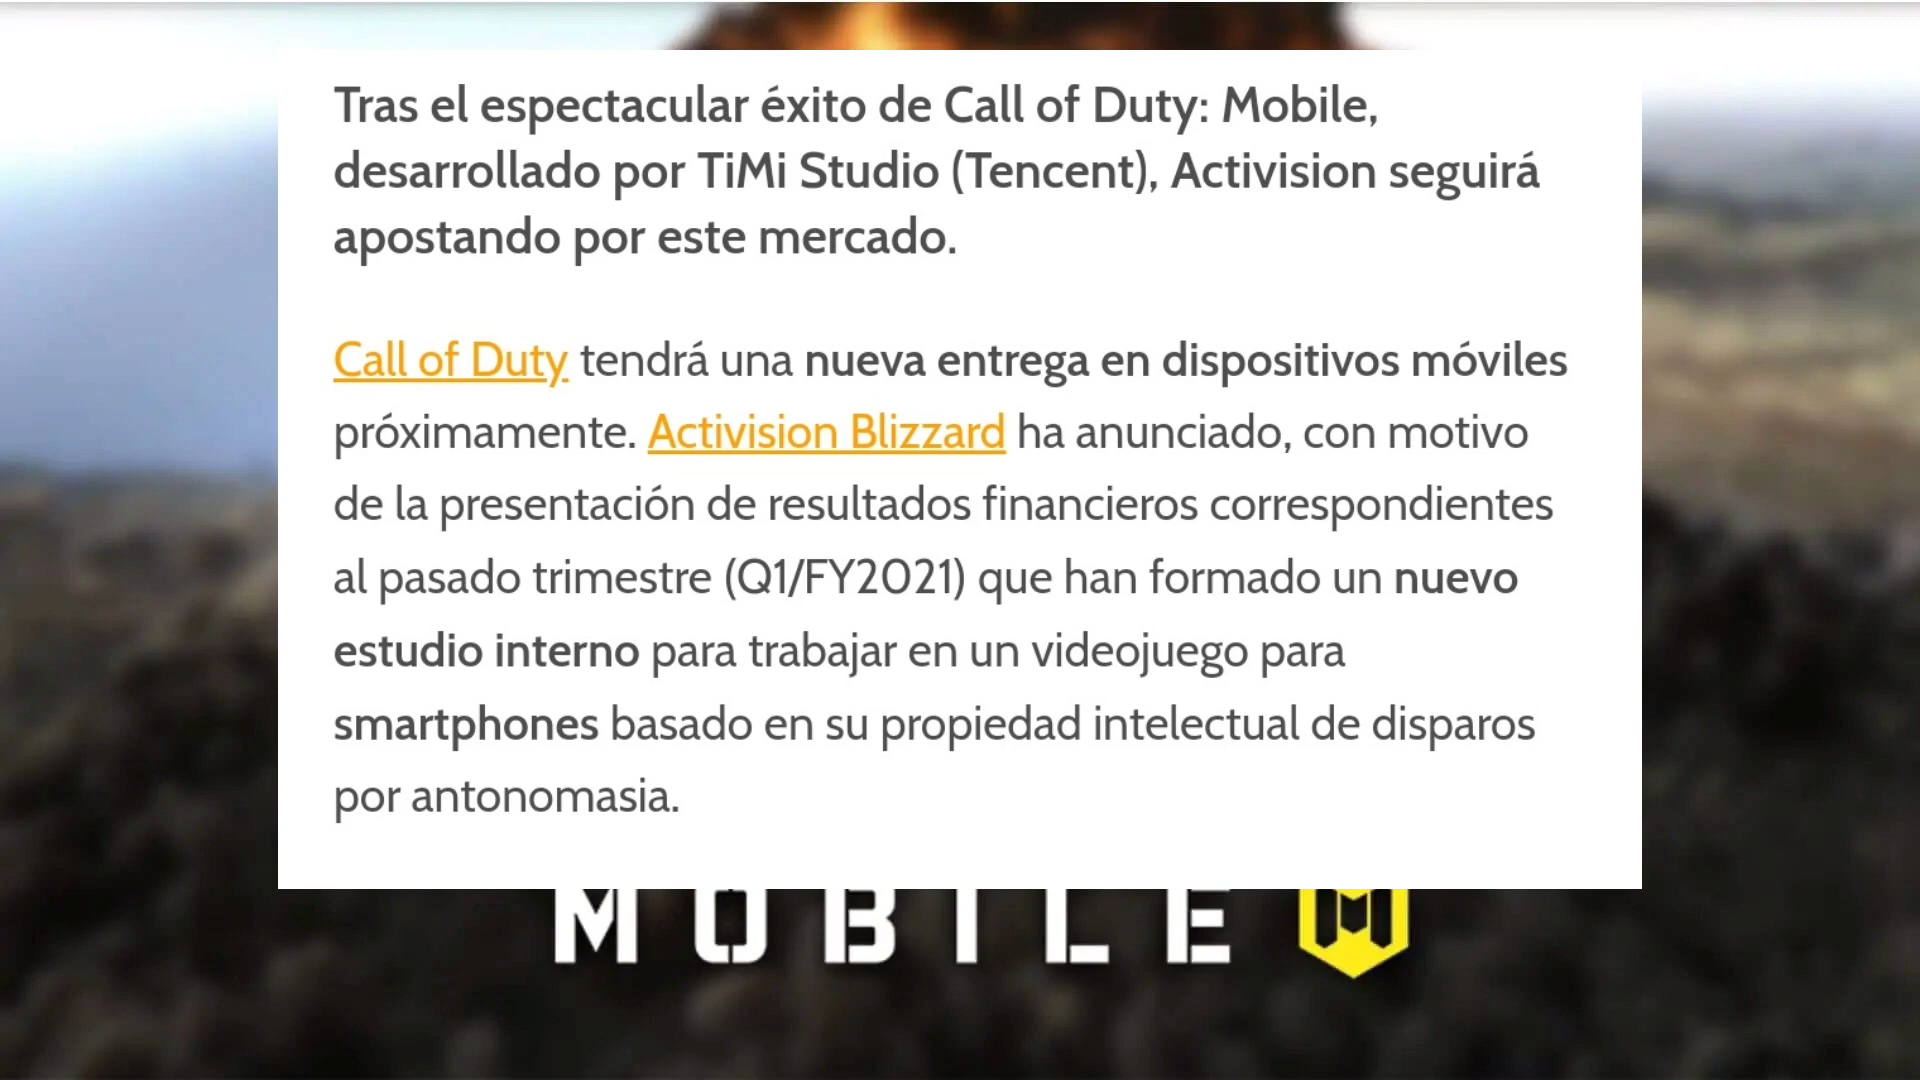 Tras el espectacular éxito de Call of Duty: Mobile,
desarrollado por TiMi Studio (Tencent), Activision seguirá
apostando por este mercado.
Call of Duty tendrá una nueva entrega en dispositivos móviles
próximamente. Activision Blizzard ha anunciado, con motivo
de la presentación de resultados financieros correspondientes
al pasado trimestre (Q1/FY2021) que han formado un nuevo
estudio interno para trabajar en un videojuego para
smartphones basado en su propiedad intelectual de disparos
por antonomasia.
MOBILE